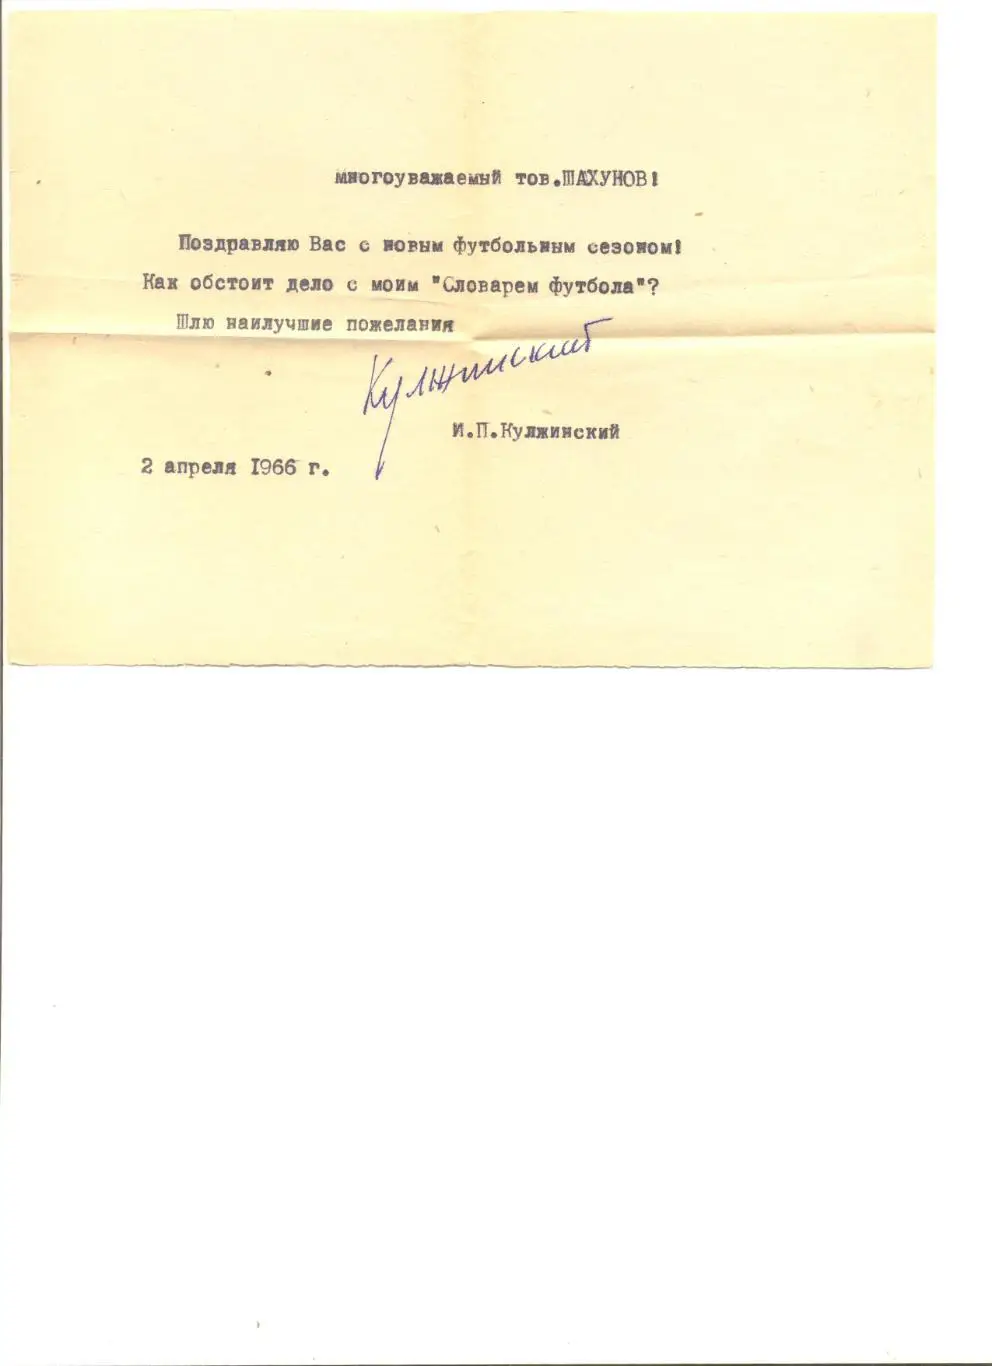 многоуважаемый тов.ШАХУНОВ!
Поздравляю Вас с новым футбольным сезоном!
Как обстоит дело с моим "Словарем футбола"?
Шлю наилучшие пожелания
Кулжинский
И.П.Кулжинский
2 апреля 1966 г.